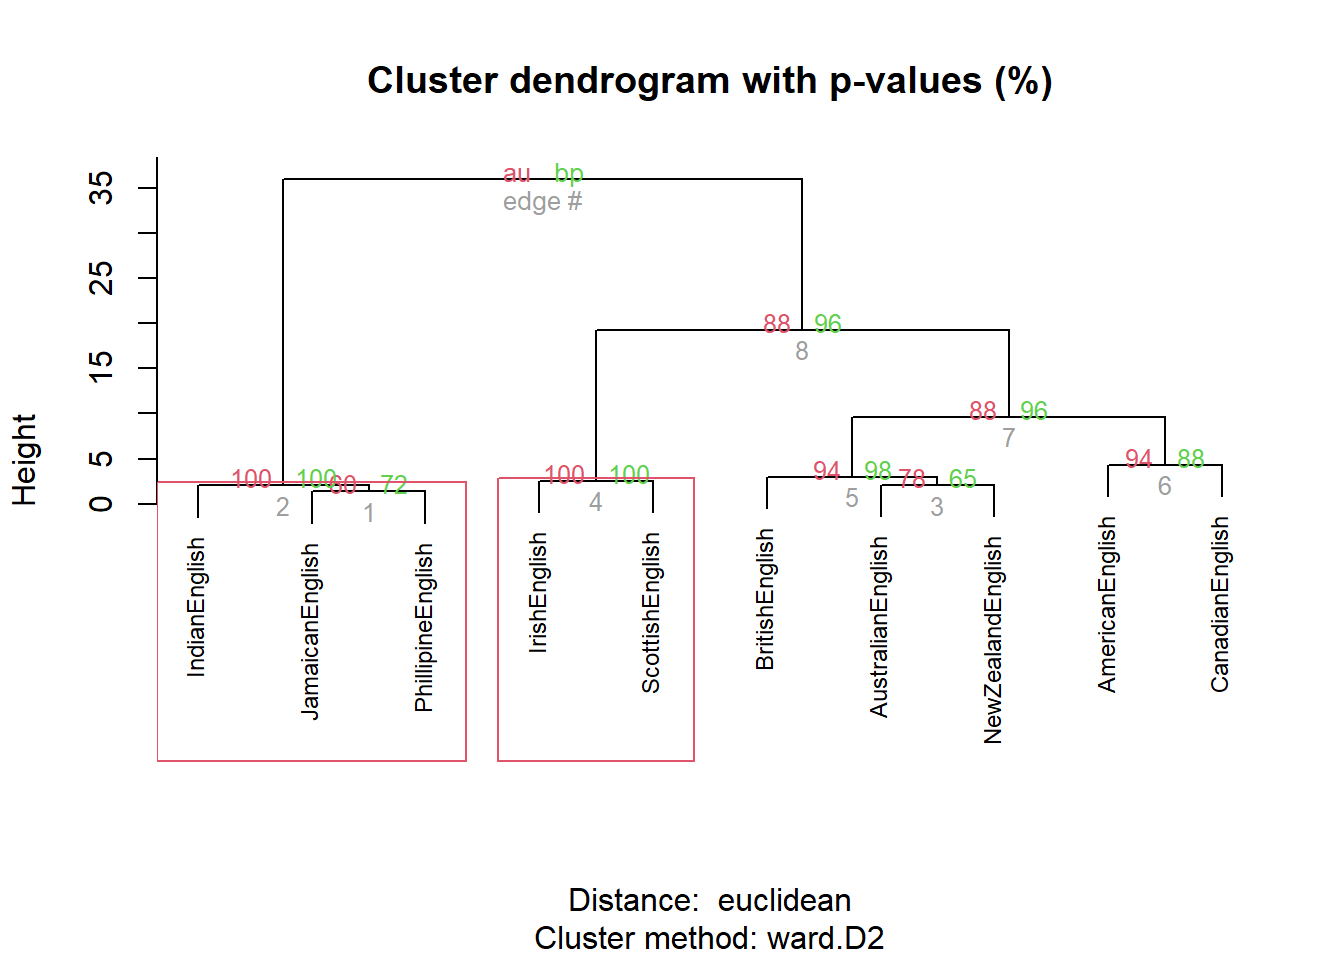 Cluster dendrogram with p-values (%)
Height
35
25
15
5
0
au bp
edge #
88 96
8
88 96
7
94 88
6
100 100
2
60 72
1
100 100
4
94 98
5
78 65
3
IndianEnglish
JamaicanEnglish
PhillipineEnglish
IrishEnglish
ScottishEnglish
BritishEnglish
AustralianEnglish
NewZealandEnglish
AmericanEnglish
CanadianEnglish
Distance: euclidean
Cluster method: ward.D2